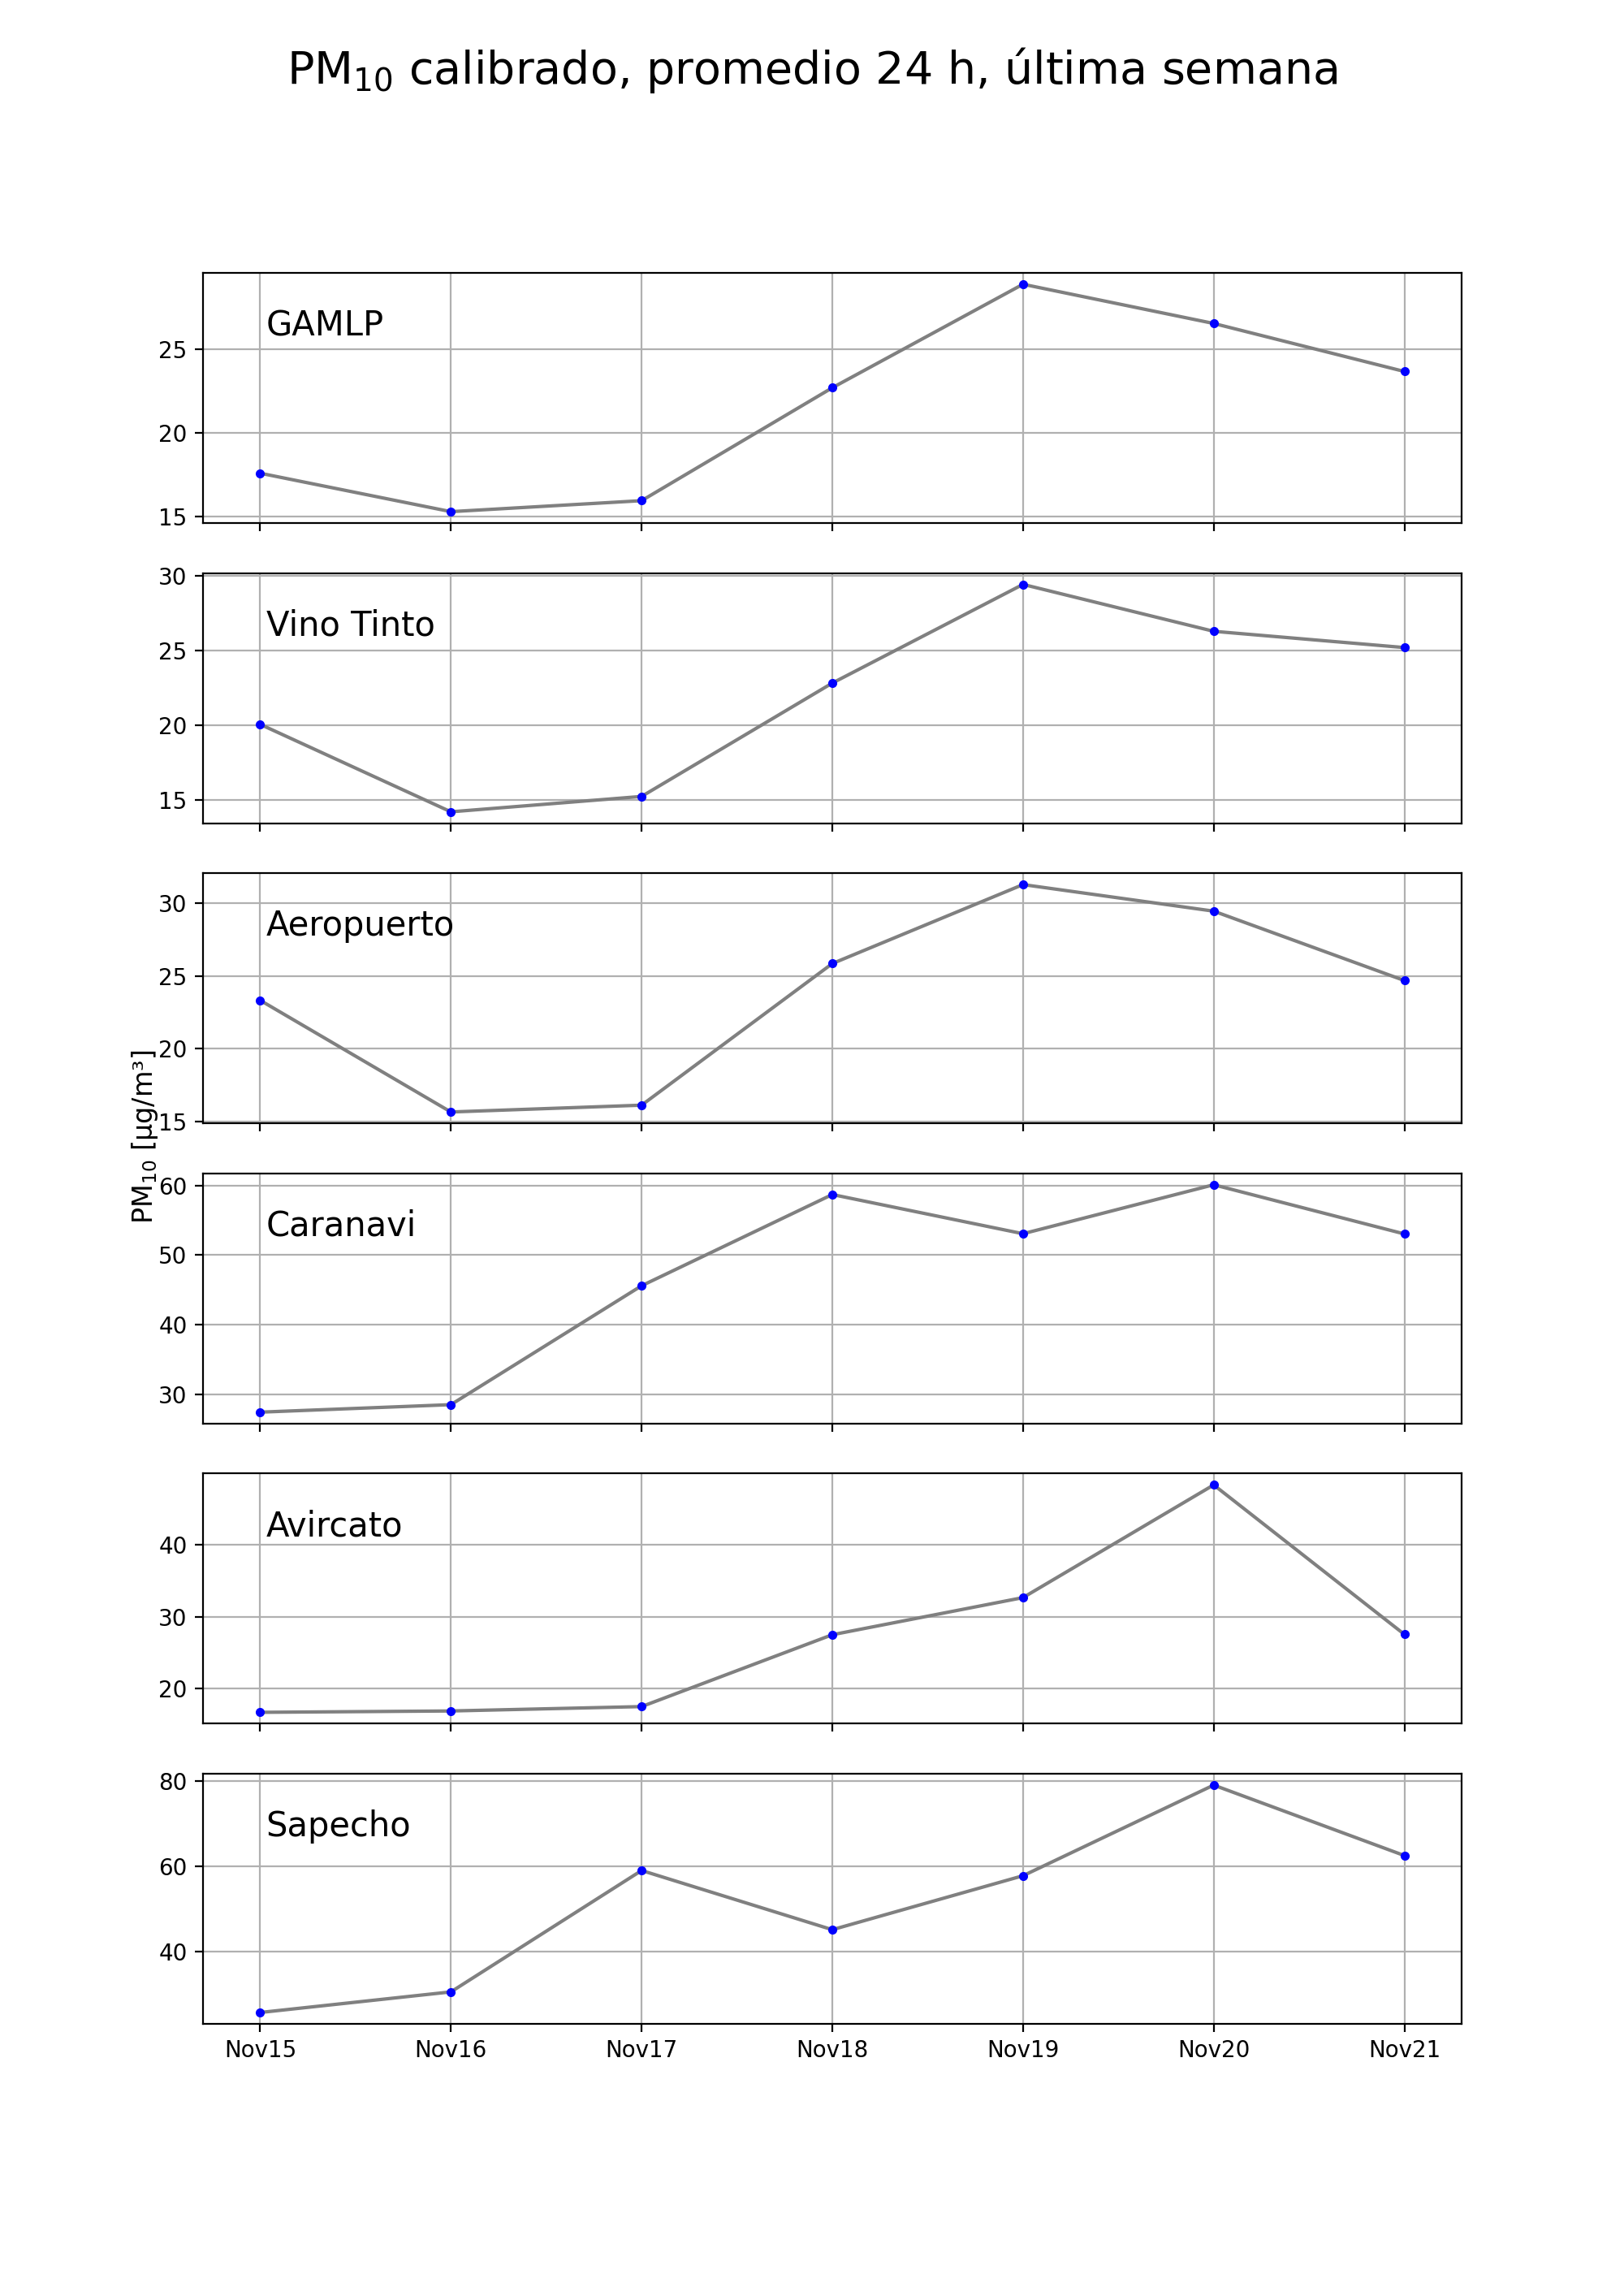 PM₁₀ calibrado, promedio 24 h, última semana
GAMLP
25
20
15
Vino Tinto
30
25
20
15
Aeropuerto
30
25
20
15
PM₁₀ [µg/m³]
Caranavi
60
50
40
30
Avircato
40
30
20
Sapecho
80
60
40
Nov15 Nov16 Nov17 Nov18 Nov19 Nov20 Nov21